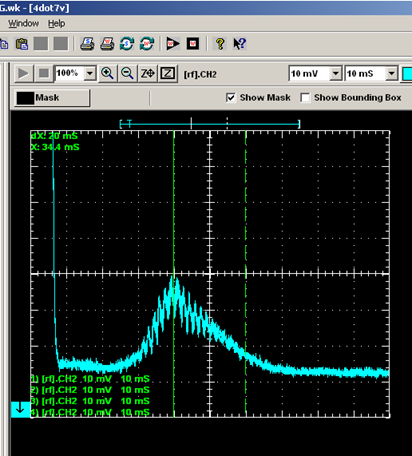 G.wk - [4dot7v]
Window Help
100% [rf].CH2 10 mV 10 mS
Mask Show Mask Show Bounding Box
T
dX: 20 mS
X: 34.4 mS
1) [rf].CH2 10 mV 10 mS
2) [rf].CH2 10 mV 10 mS
3) [rf].CH2 10 mV 10 mS
4) [rf].CH2 10 mV 10 mS